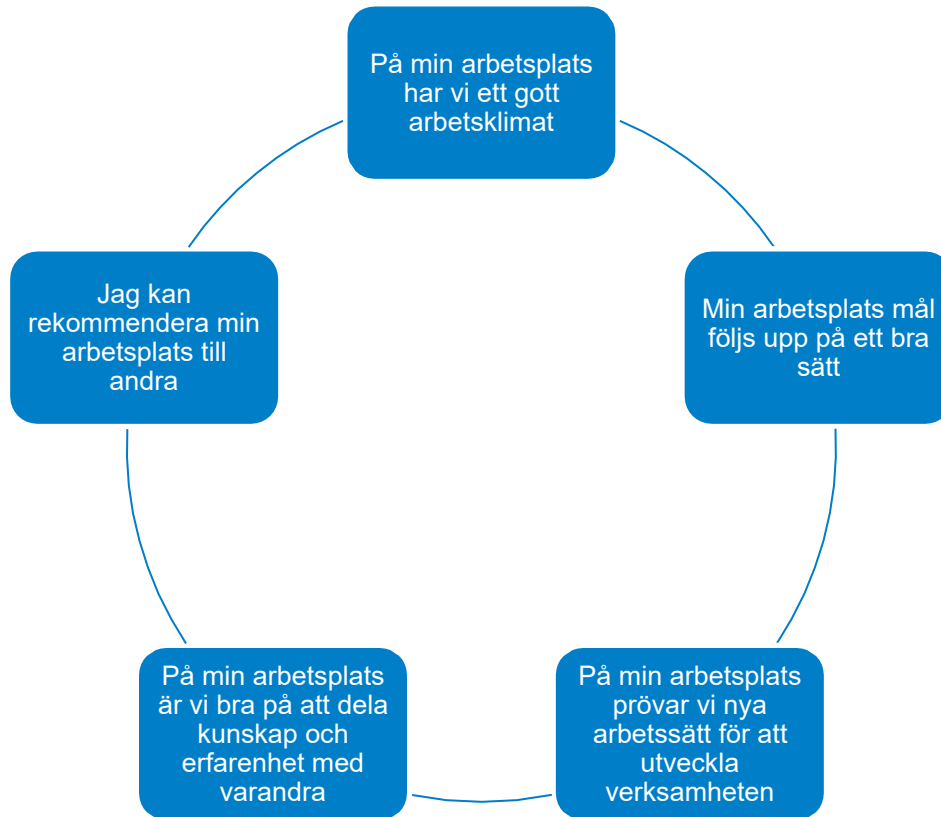 På min arbetsplats
har vi ett gott
arbetsklimat
Min arbetsplats mål
följs upp på ett bra
sätt
På min arbetsplats
prövar vi nya
arbetssätt för att
utveckla
verksamheten
På min arbetsplats
är vi bra på att dela
kunskap och
erfarenhet med
varandra
Jag kan
rekommendera min
arbetsplats till
andra